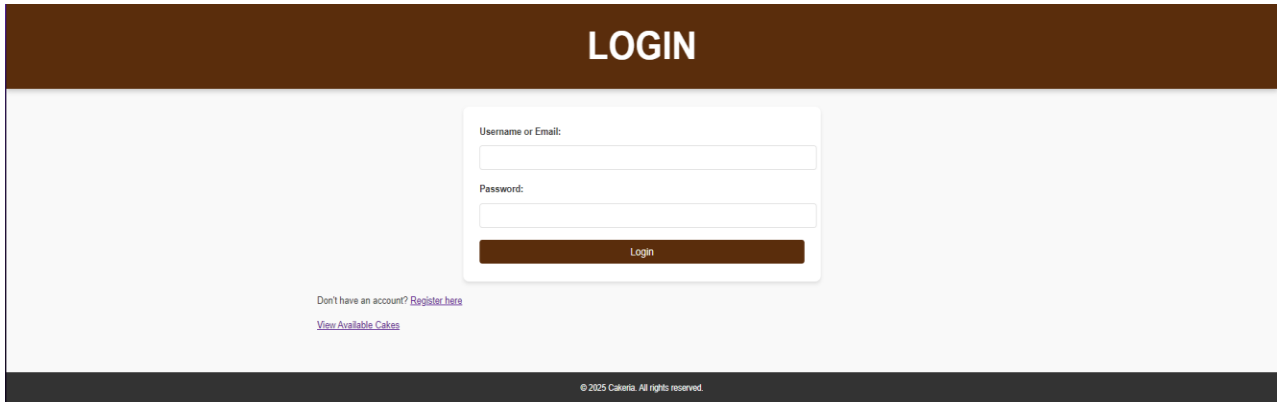 LOGIN
Username or Email:
Password:
Login
Don't have an account? Register here
View Available Cakes
© 2025 Cakeria. All rights reserved.